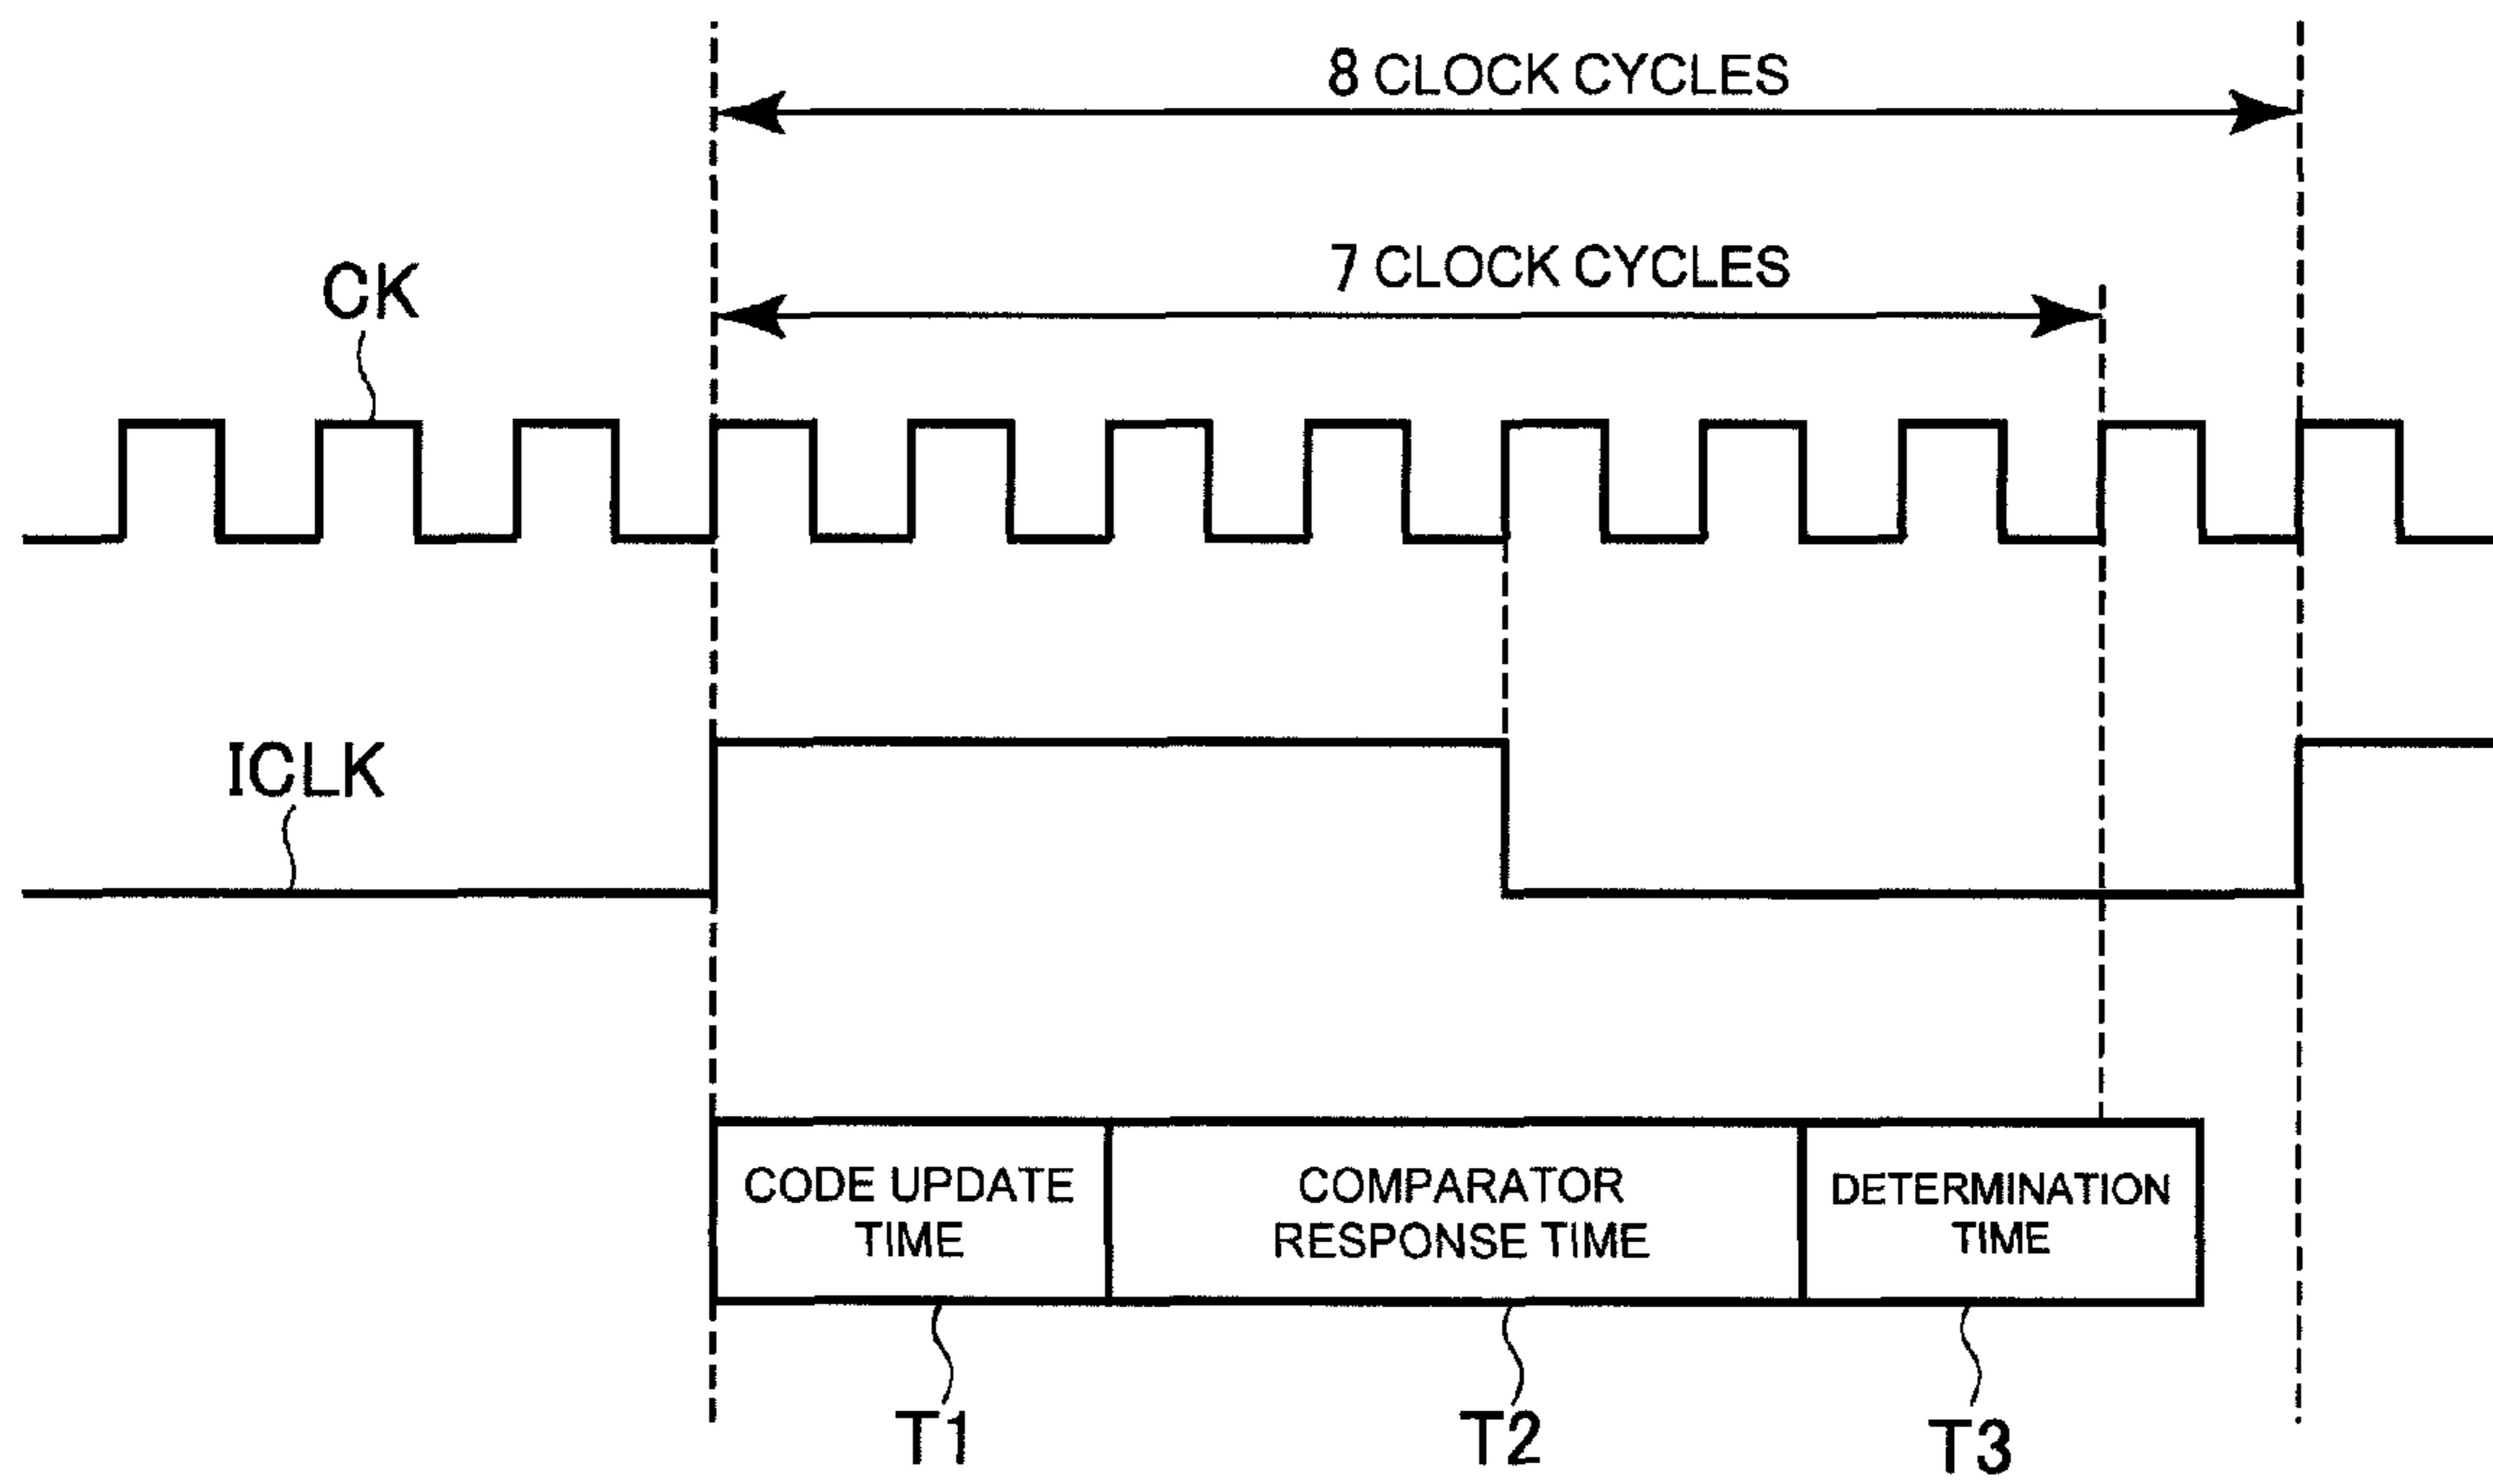 8 CLOCK CYCLES
7 CLOCK CYCLES
CK
ICLK
CODE UPDATE
TIME
COMPARATOR
RESPONSE TIME
DETERMINATION
TIME
T1
T2
T3